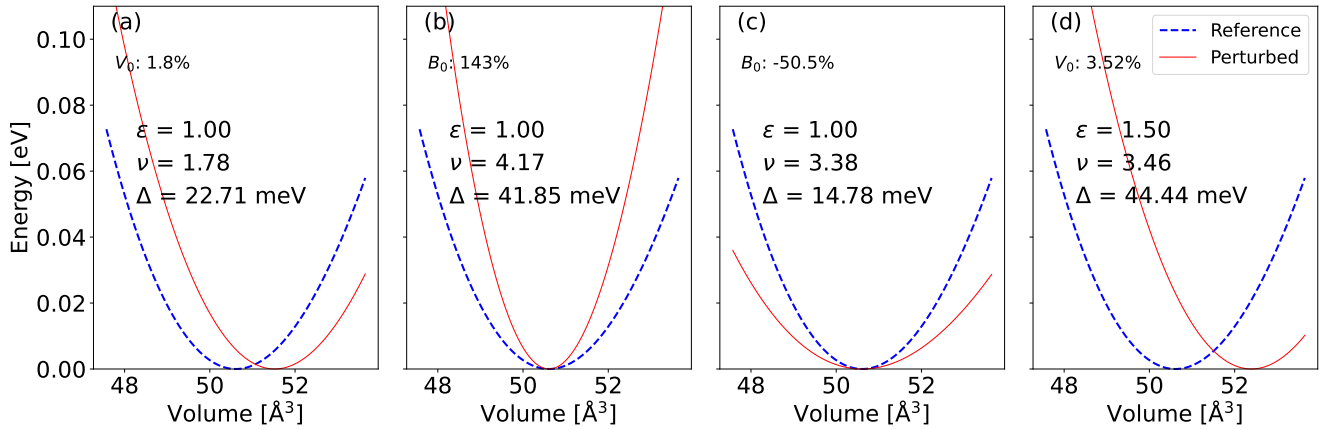 Energy [eV]
0.10
0.08
0.06
0.04
0.02
0.00
(a)
V₀: 1.8%
ε = 1.00
ν = 1.78
Δ = 22.71 meV
48 50 52
Volume [Å³]
(b)
B₀: 143%
ε = 1.00
ν = 4.17
Δ = 41.85 meV
48 50 52
Volume [Å³]
(c)
B₀: -50.5%
ε = 1.00
ν = 3.38
Δ = 14.78 meV
48 50 52
Volume [Å³]
(d)
Reference
Perturbed
V₀: 3.52%
ε = 1.50
ν = 3.46
Δ = 44.44 meV
48 50 52
Volume [Å³]